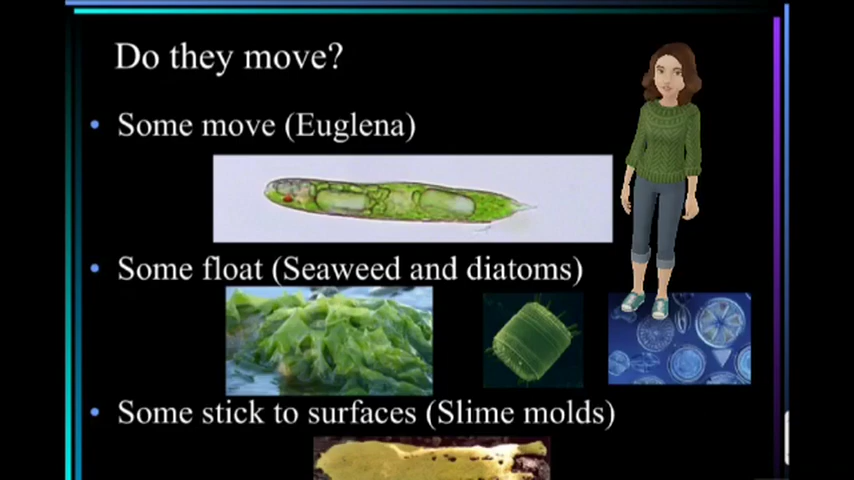 Do they move?
• Some move (Euglena)
• Some float (Seaweed and diatoms)
• Some stick to surfaces (Slime molds)